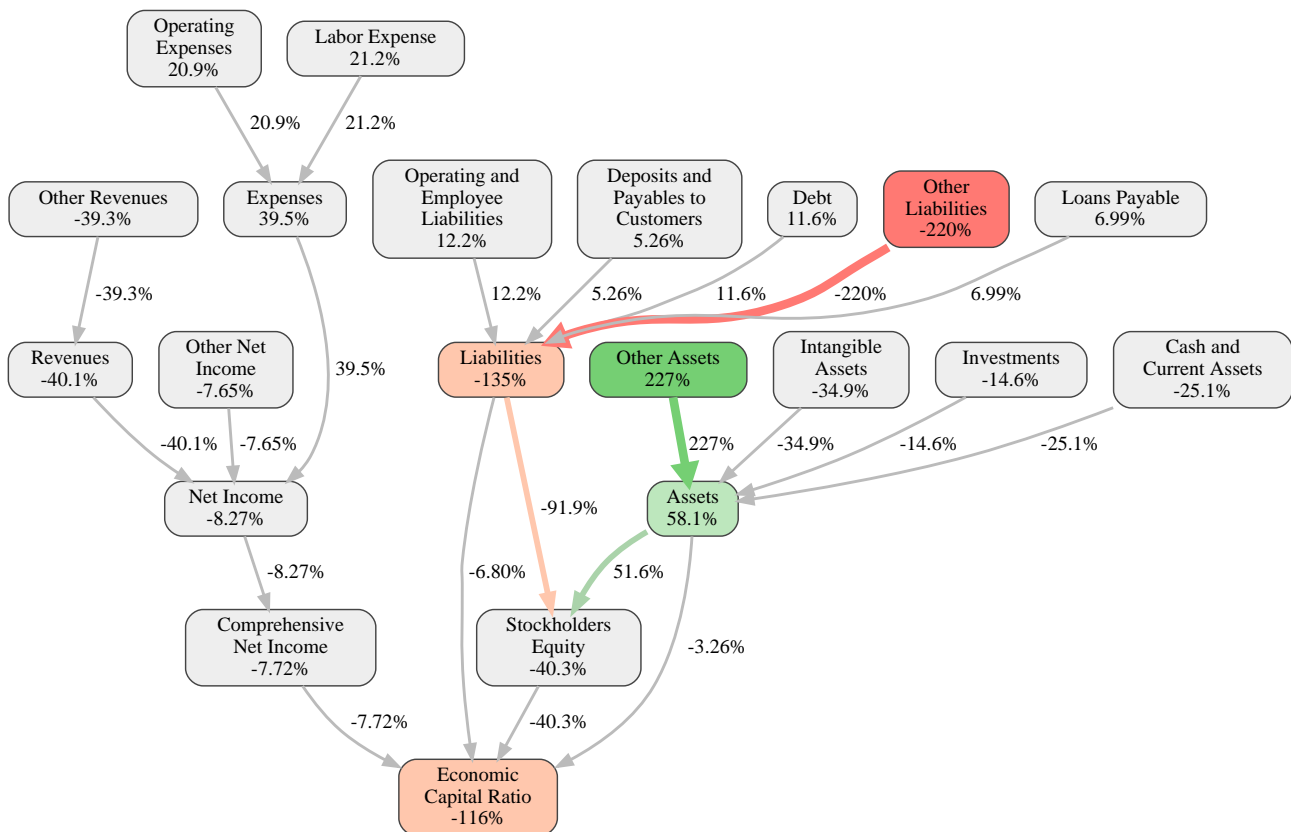 Operating
Expenses
20.9%
Labor Expense
21.2%
20.9%
21.2%
Other Revenues
-39.3%
Expenses
39.5%
Operating and
Employee
Liabilities
12.2%
Deposits and
Payables to
Customers
5.26%
Debt
11.6%
Other
Liabilities
-220%
Loans Payable
6.99%
-39.3%
12.2%
5.26%
11.6%
-220%
6.99%
Revenues
-40.1%
Other Net
Income
-7.65%
39.5%
Liabilities
-135%
Other Assets
227%
Intangible
Assets
-34.9%
Investments
-14.6%
Cash and
Current Assets
-25.1%
-40.1%
-7.65%
227%
-34.9%
-14.6%
-25.1%
Net Income
-8.27%
-91.9%
Assets
58.1%
-8.27%
-6.80%
51.6%
Comprehensive
Net Income
-7.72%
Stockholders
Equity
-40.3%
-3.26%
-7.72%
-40.3%
Economic
Capital Ratio
-116%